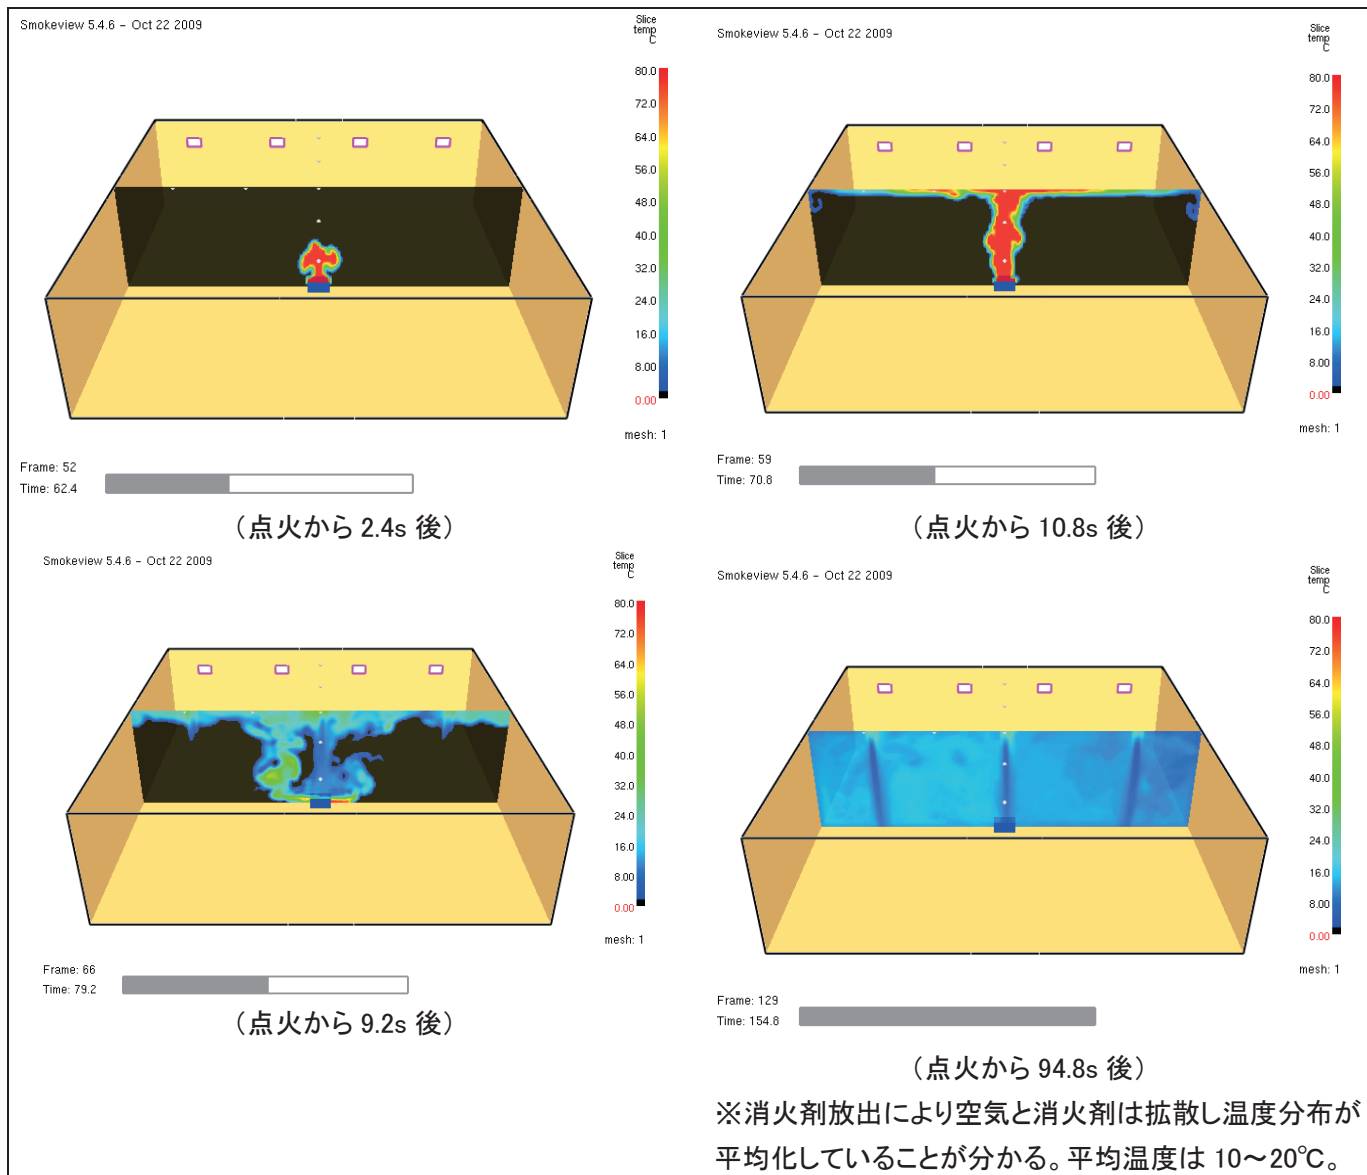 Smokeview 5.4.6 - Oct 22 2009
Slice
temp
C
80.0
72.0
64.0
56.0
48.0
40.0
32.0
24.0
16.0
8.00
0.00
mesh: 1
Frame: 52
Time: 62.4
（点火から 2.4s 後）
Smokeview 5.4.6 - Oct 22 2009
Slice
temp
C
80.0
72.0
64.0
56.0
48.0
40.0
32.0
24.0
16.0
8.00
0.00
mesh: 1
Frame: 59
Time: 70.8
（点火から 10.8s 後）
Smokeview 5.4.6 - Oct 22 2009
Slice
temp
C
80.0
72.0
64.0
56.0
48.0
40.0
32.0
24.0
16.0
8.00
0.00
mesh: 1
Frame: 66
Time: 79.2
（点火から 9.2s 後）
Smokeview 5.4.6 - Oct 22 2009
Slice
temp
C
80.0
72.0
64.0
56.0
48.0
40.0
32.0
24.0
16.0
8.00
0.00
mesh: 1
Frame: 129
Time: 154.8
（点火から 94.8s 後）
※消火剤放出により空気と消火剤は拡散し温度分布が
平均化していることが分かる。平均温度は 10～20℃。